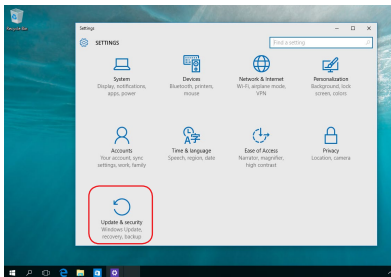 Recycle Bin
Settings
SETTINGS
Find a setting
System
Display, notifications,
apps, power
Devices
Bluetooth, printers,
mouse
Network & Internet
Wi-Fi, airplane mode,
VPN
Personalization
Background, lock
screen, colors
Accounts
Your account, sync
settings, work, family
Time & language
Speech, region, date
Ease of Access
Narrator, magnifier,
high contrast
Privacy
Location, camera
Update & security
Windows Update,
recovery, backup